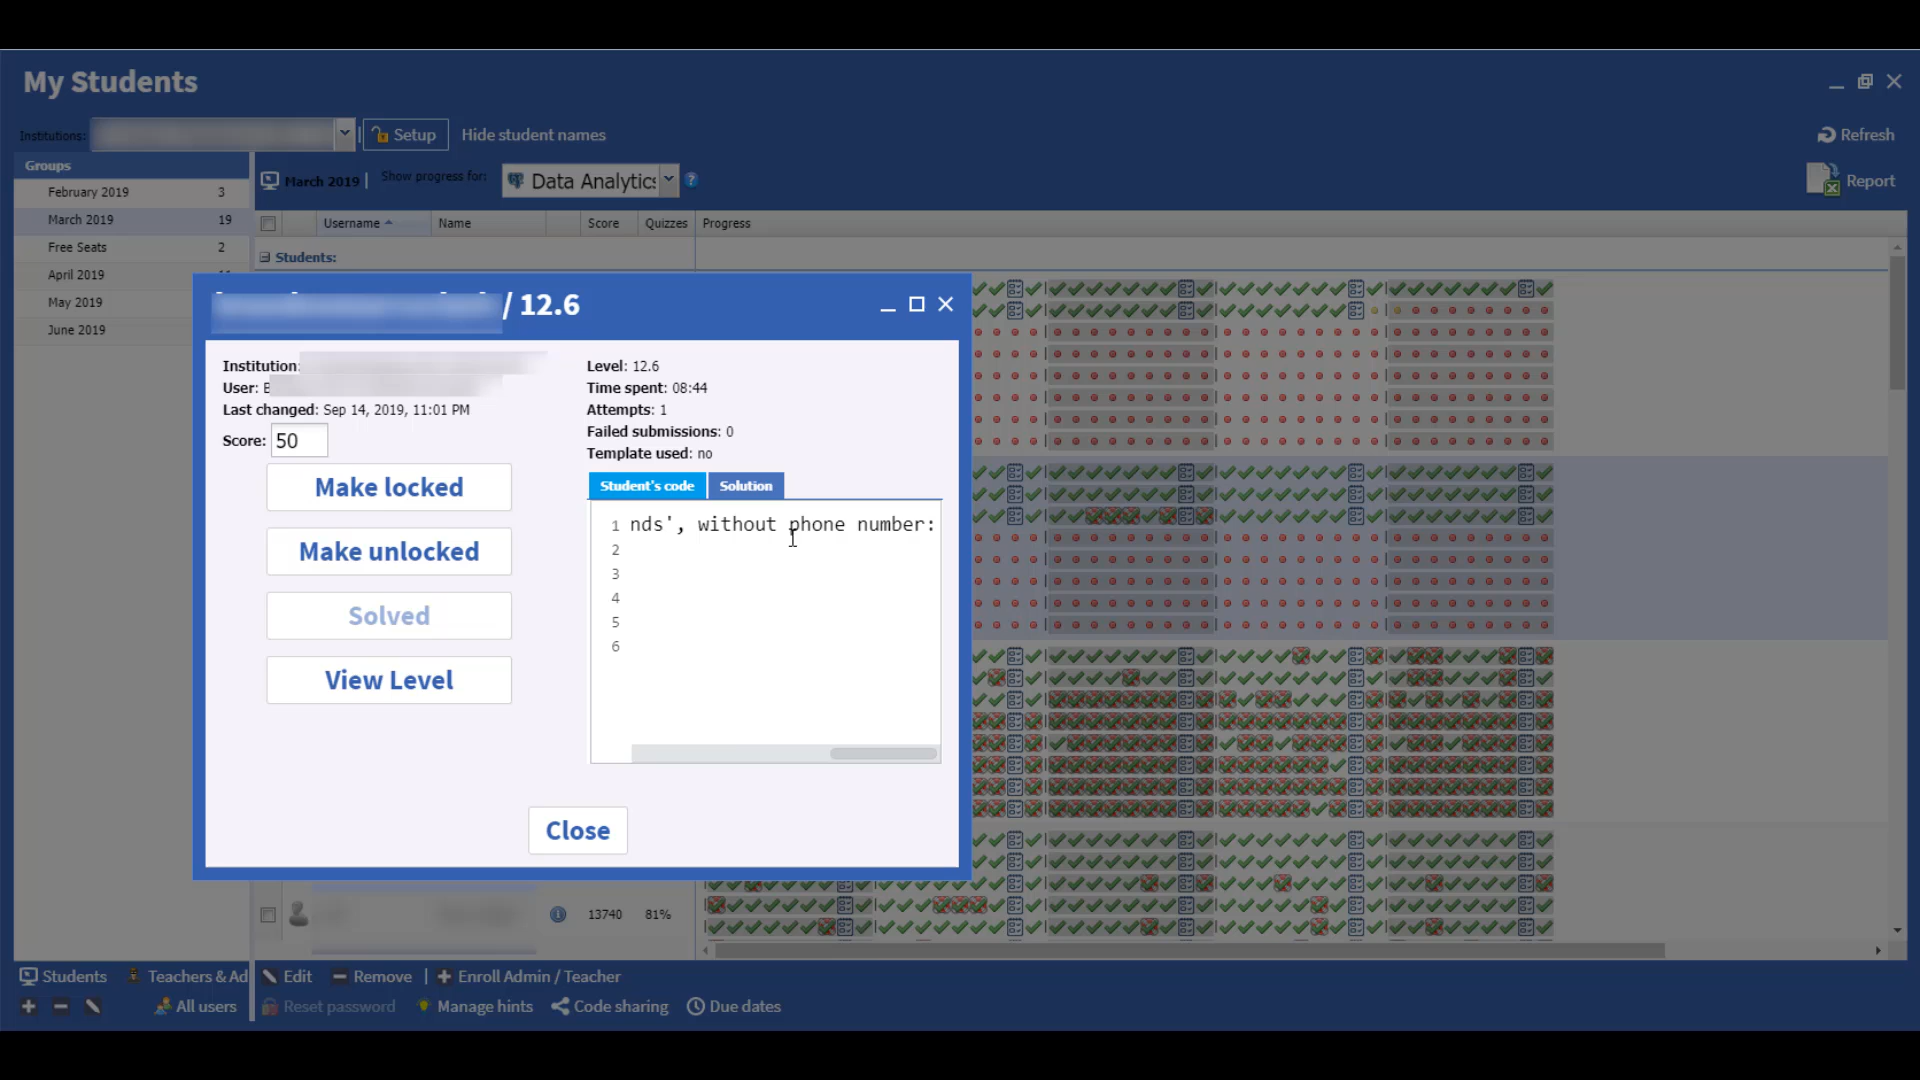 My Students
Institutions:
Setup
Hide student names
Refresh
Groups
March 2019
Show progress for:
Data Analytics
Report
February 2019 3
March 2019 19
Free Seats 2
April 2019
May 2019
June 2019
Username Name Score Quizzes Progress
Students:
/ 12.6
Institution:
User: B
Last changed: Sep 14, 2019, 11:01 PM
Score: 50
Make locked
Make unlocked
Solved
View Level
Level: 12.6
Time spent: 08:44
Attempts: 1
Failed submissions: 0
Template used: no
Student's code Solution
1 nds', without phone number:
2
3
4
5
6
Close
13740 81%
Students Teachers & Ad Edit Remove | Enroll Admin / Teacher
All users Reset password Manage hints Code sharing Due dates